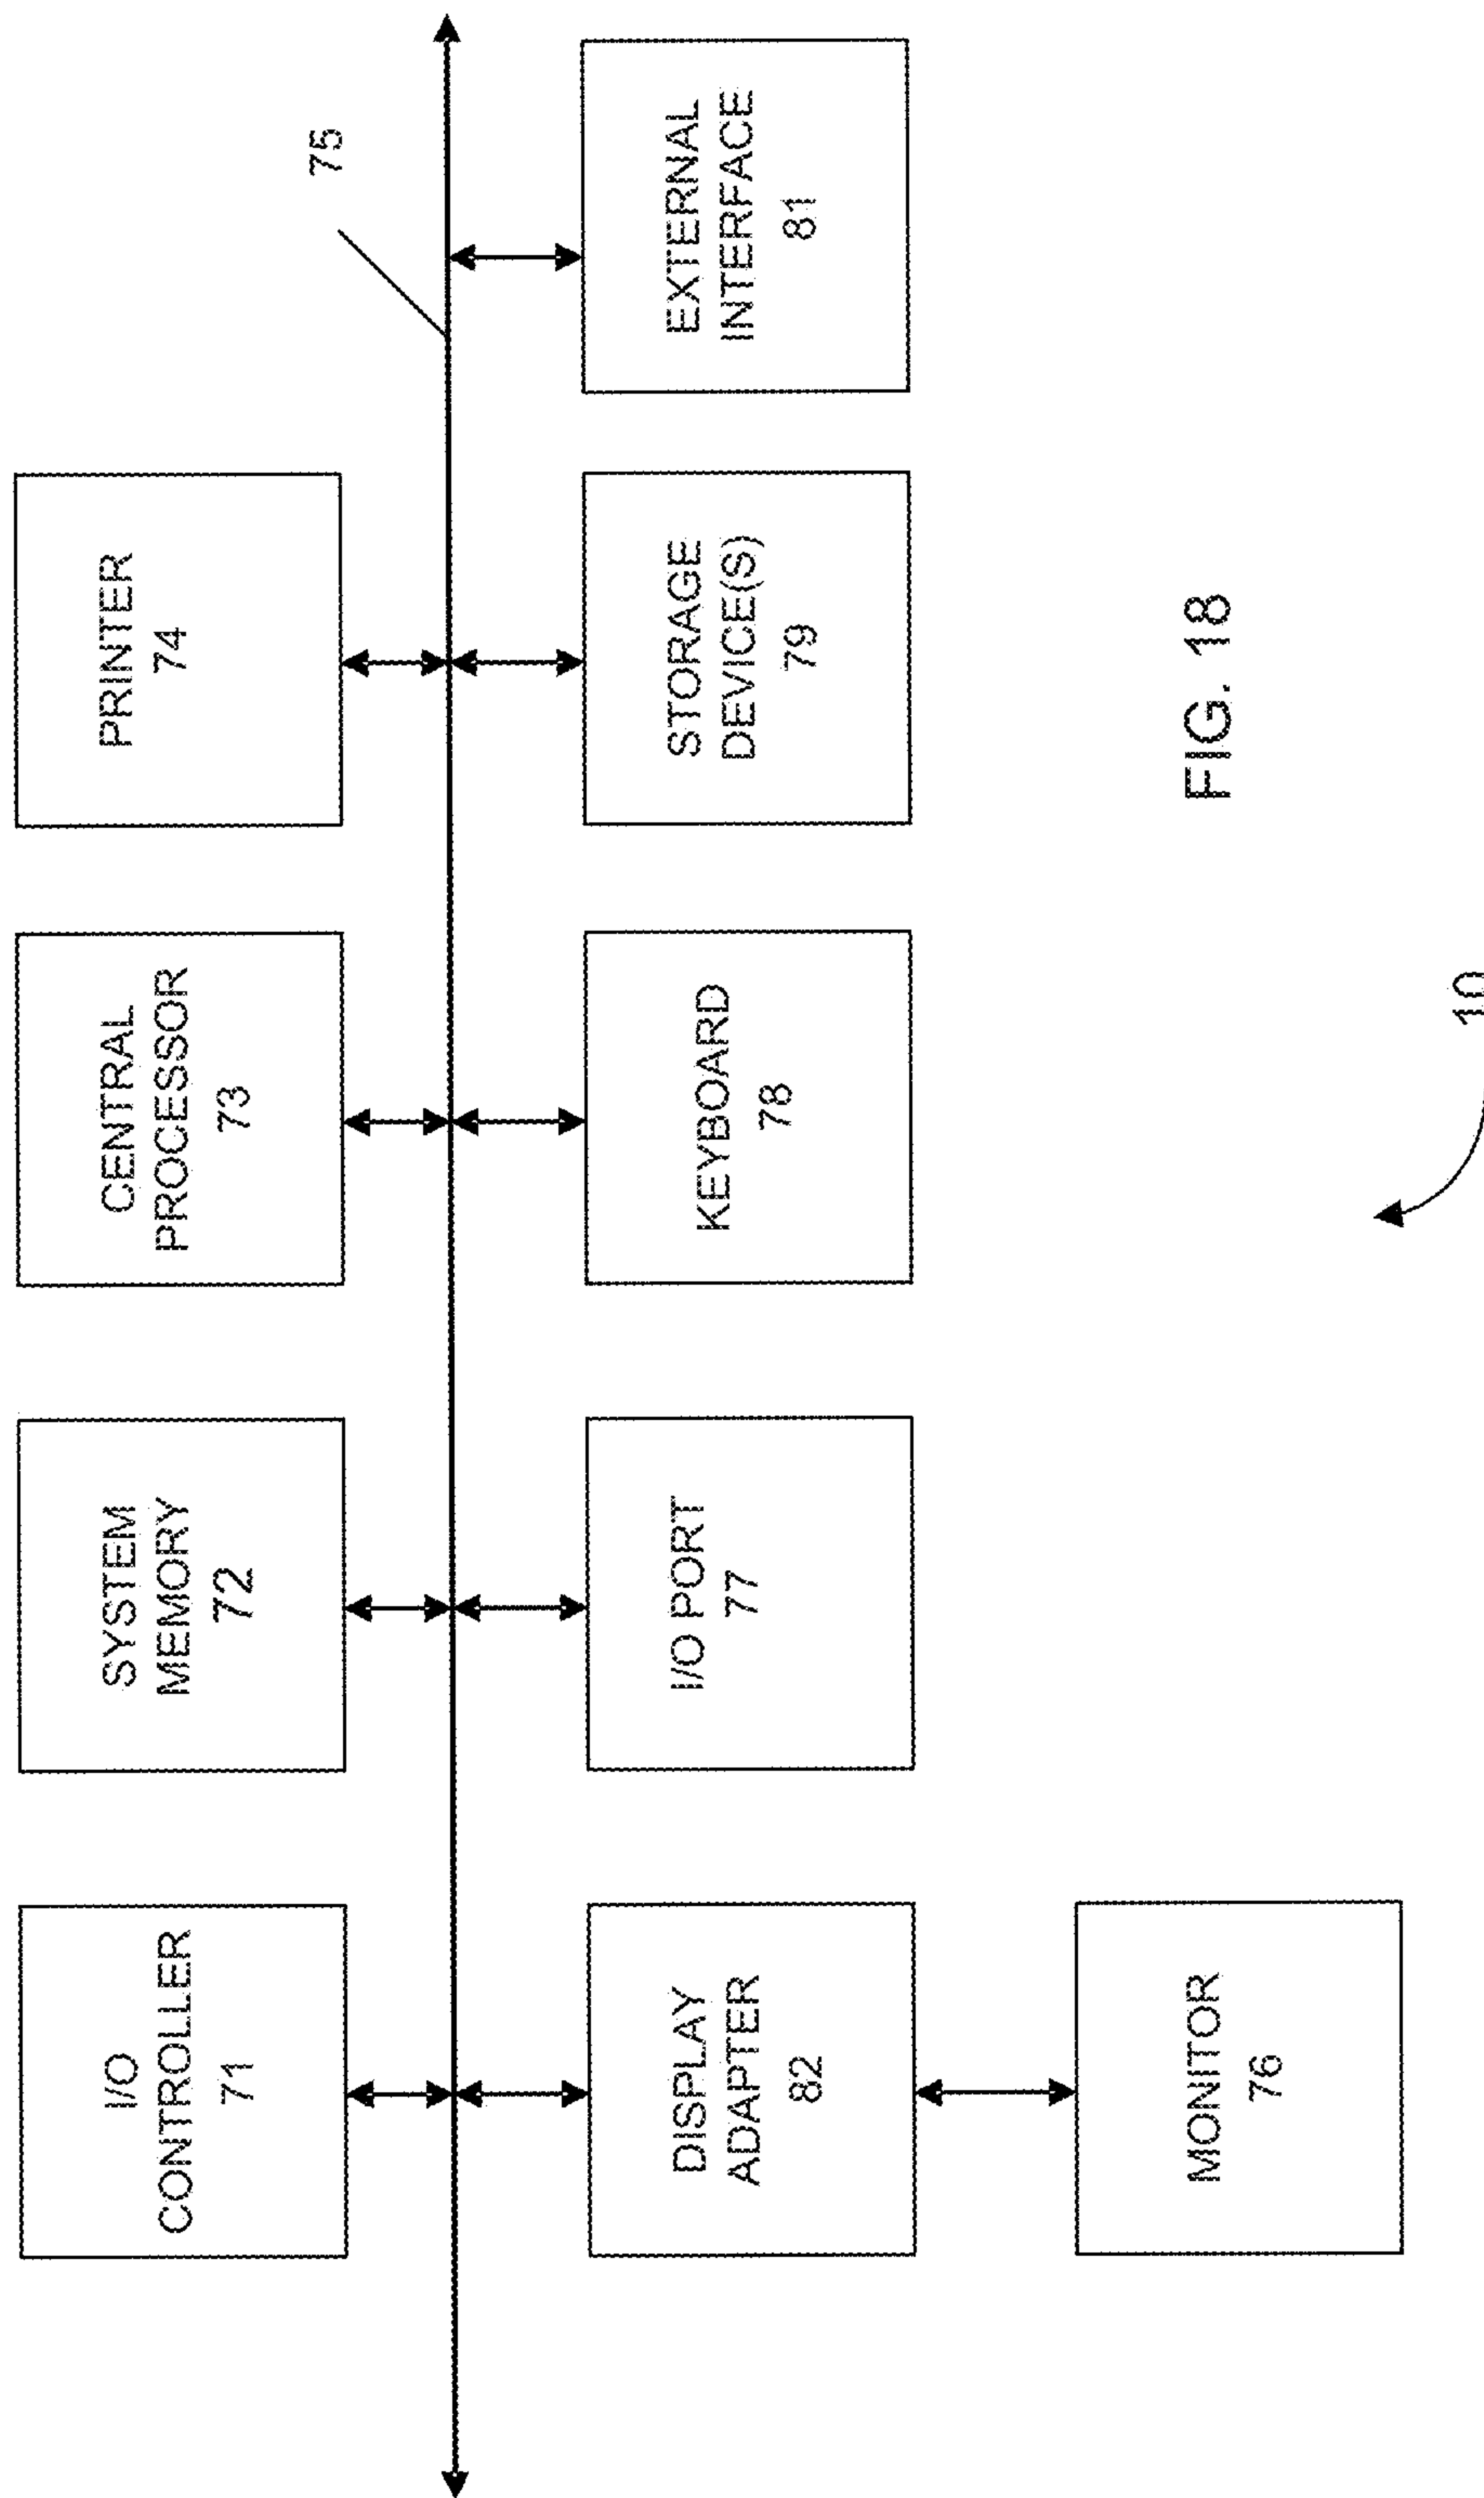 I/O
CONTROLLER
71
SYSTEM
MEMORY
72
CENTRAL
PROCESSOR
73
PRINTER
74
75
DISPLAY
ADAPTER
82
I/O PORT
77
KEYBOARD
78
STORAGE
DEVICE(S)
79
EXTERNAL
INTERFACE
81
MONITOR
76
FIG. 18
10